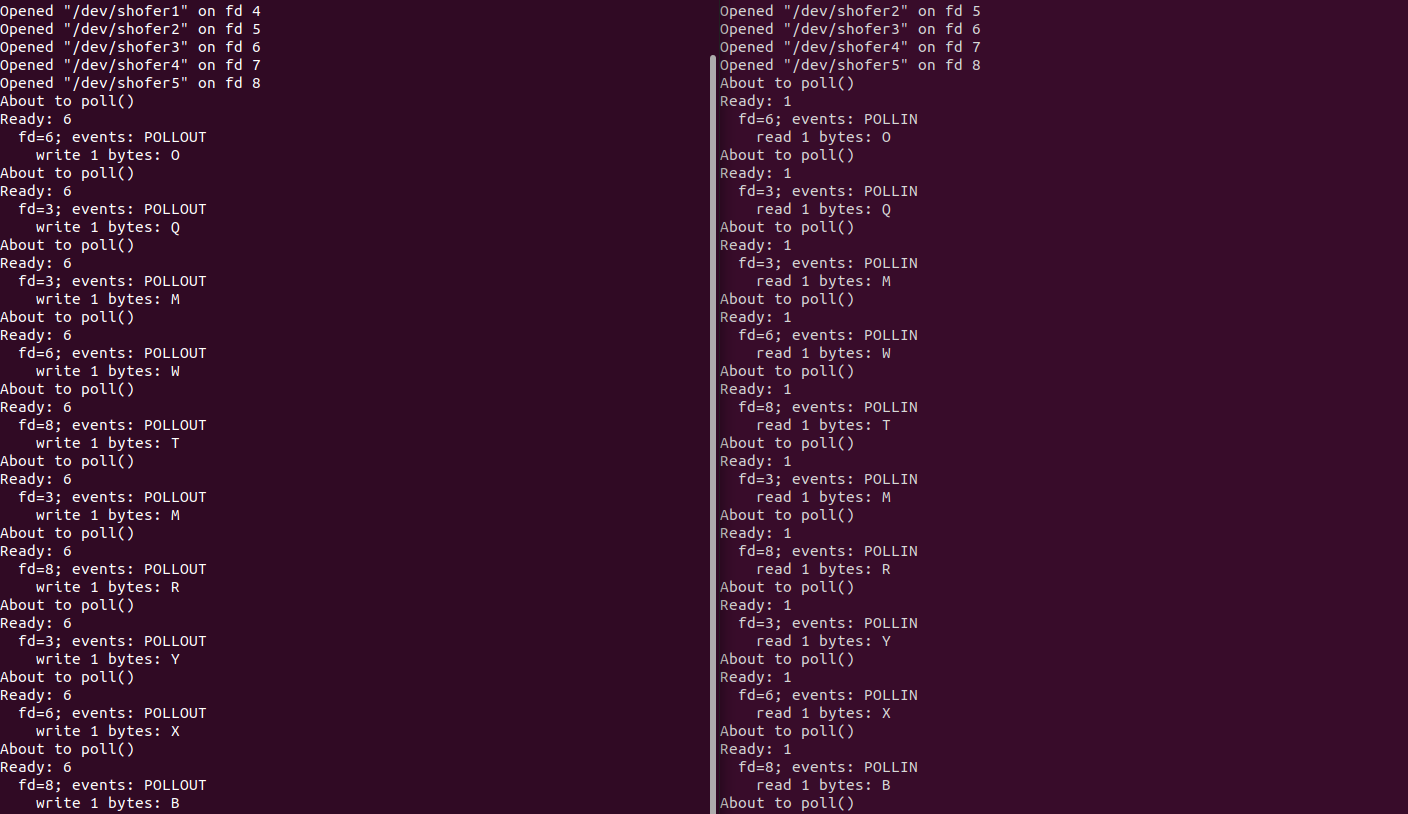 Opened "/dev/shofer1" on fd 4
Opened "/dev/shofer2" on fd 5
Opened "/dev/shofer3" on fd 6
Opened "/dev/shofer4" on fd 7
Opened "/dev/shofer5" on fd 8
About to poll()
Ready: 6
  fd=6; events: POLLOUT
    write 1 bytes: O
About to poll()
Ready: 6
  fd=3; events: POLLOUT
    write 1 bytes: Q
About to poll()
Ready: 6
  fd=3; events: POLLOUT
    write 1 bytes: M
About to poll()
Ready: 6
  fd=6; events: POLLOUT
    write 1 bytes: W
About to poll()
Ready: 6
  fd=8; events: POLLOUT
    write 1 bytes: T
About to poll()
Ready: 6
  fd=3; events: POLLOUT
    write 1 bytes: M
About to poll()
Ready: 6
  fd=8; events: POLLOUT
    write 1 bytes: R
About to poll()
Ready: 6
  fd=3; events: POLLOUT
    write 1 bytes: Y
About to poll()
Ready: 6
  fd=6; events: POLLOUT
    write 1 bytes: X
About to poll()
Ready: 6
  fd=8; events: POLLOUT
    write 1 bytes: B
Opened "/dev/shofer2" on fd 5
Opened "/dev/shofer3" on fd 6
Opened "/dev/shofer4" on fd 7
Opened "/dev/shofer5" on fd 8
About to poll()
Ready: 1
  fd=6; events: POLLIN
    read 1 bytes: O
About to poll()
Ready: 1
  fd=3; events: POLLIN
    read 1 bytes: Q
About to poll()
Ready: 1
  fd=3; events: POLLIN
    read 1 bytes: M
About to poll()
Ready: 1
  fd=6; events: POLLIN
    read 1 bytes: W
About to poll()
Ready: 1
  fd=8; events: POLLIN
    read 1 bytes: T
About to poll()
Ready: 1
  fd=3; events: POLLIN
    read 1 bytes: M
About to poll()
Ready: 1
  fd=8; events: POLLIN
    read 1 bytes: R
About to poll()
Ready: 1
  fd=3; events: POLLIN
    read 1 bytes: Y
About to poll()
Ready: 1
  fd=6; events: POLLIN
    read 1 bytes: X
About to poll()
Ready: 1
  fd=8; events: POLLIN
    read 1 bytes: B
About to poll()